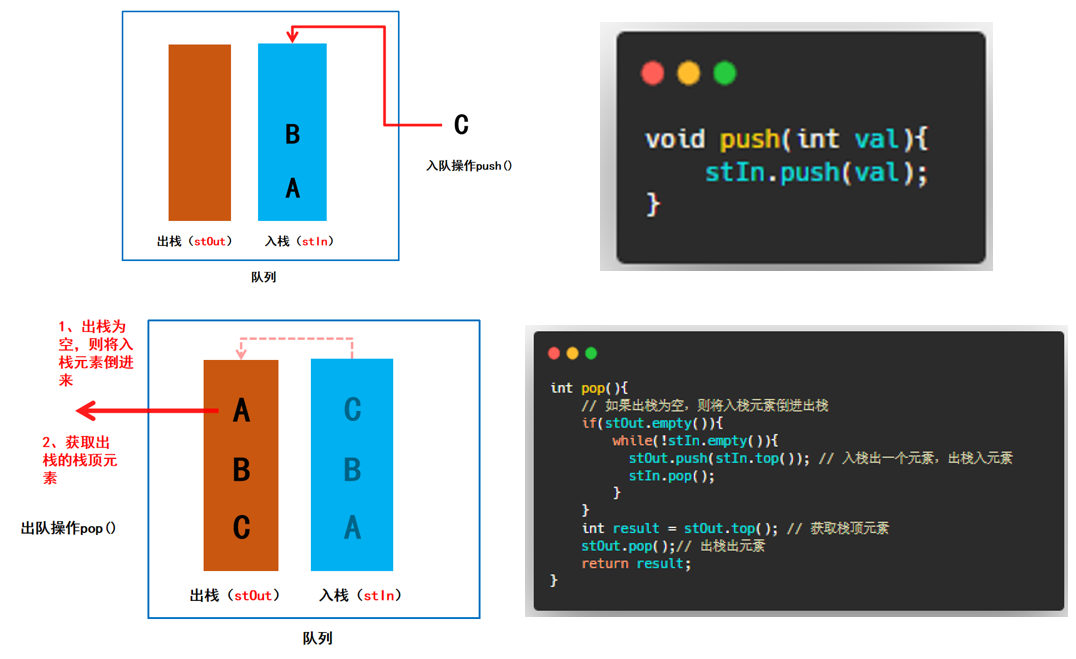 B
A
C
入队操作push()
出栈（stOut）
入栈（stIn）
队列
void push(int val){
stIn.push(val);
}
1、出栈为
空，则将入
栈元素倒进
来
2、获取出
栈的栈顶元
素
出队操作pop()
A
B
C
C
B
A
出栈（stOut）
入栈（stIn）
队列
int pop(){
// 如果出栈为空，则将入栈元素倒进出栈
if(stOut.empty()){
while(!stIn.empty()){
stOut.push(stIn.top()); // 入栈出一个元素，出栈入元素
stIn.pop();
}
}
int result = stOut.top(); // 获取栈顶元素
stOut.pop();// 出栈出元素
return result;
}